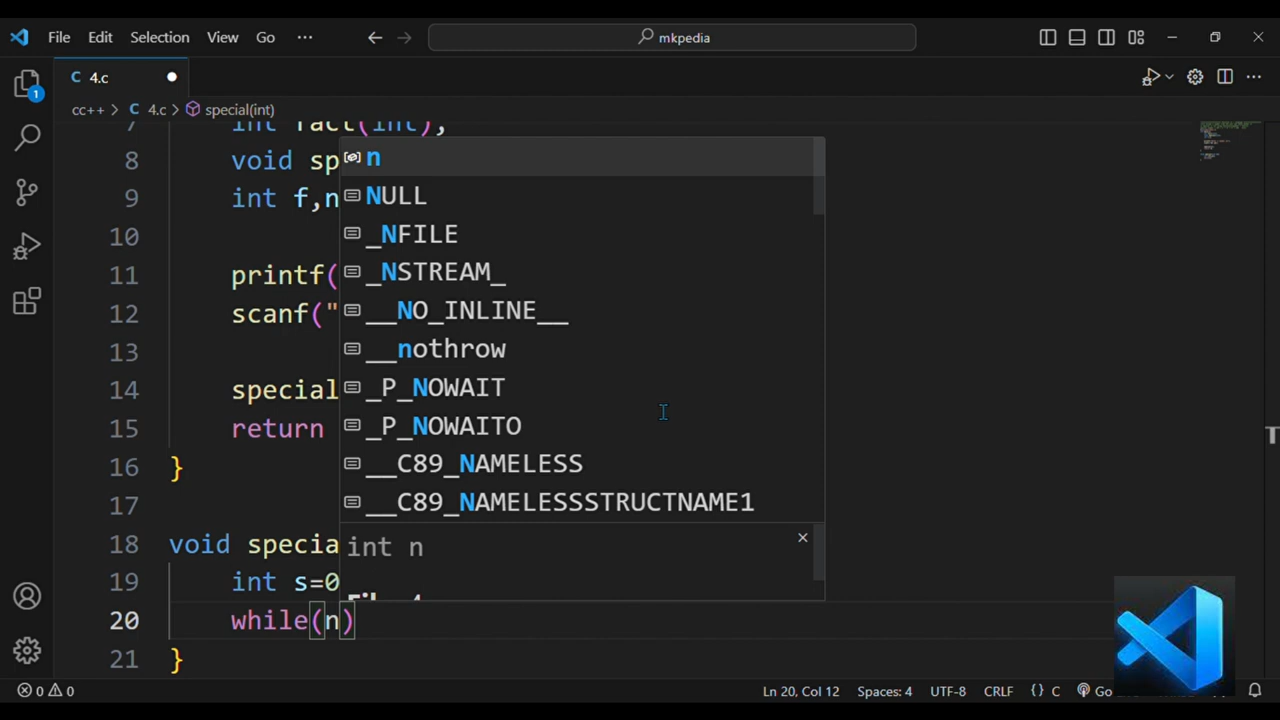 File Edit Selection View Go ··· mkpedia
C 4.c
cc++ > C 4.c > special(int)
7 int fact(int);
8 void sp
9 int f,n
10
11 printf(
12 scanf("
13
14 special
15 return
16 }
17
18 void specia
19 int s=0
20 while(n)
21 }
n
NULL
_NFILE
_NSTREAM_
__NO_INLINE__
__nothrow
_P_NOWAIT
_P_NOWAITO
__C89_NAMELESS
__C89_NAMELESSSTRUCTNAME1
int n
1
0 0 Ln 20, Col 12 Spaces: 4 UTF-8 CRLF {} C Go